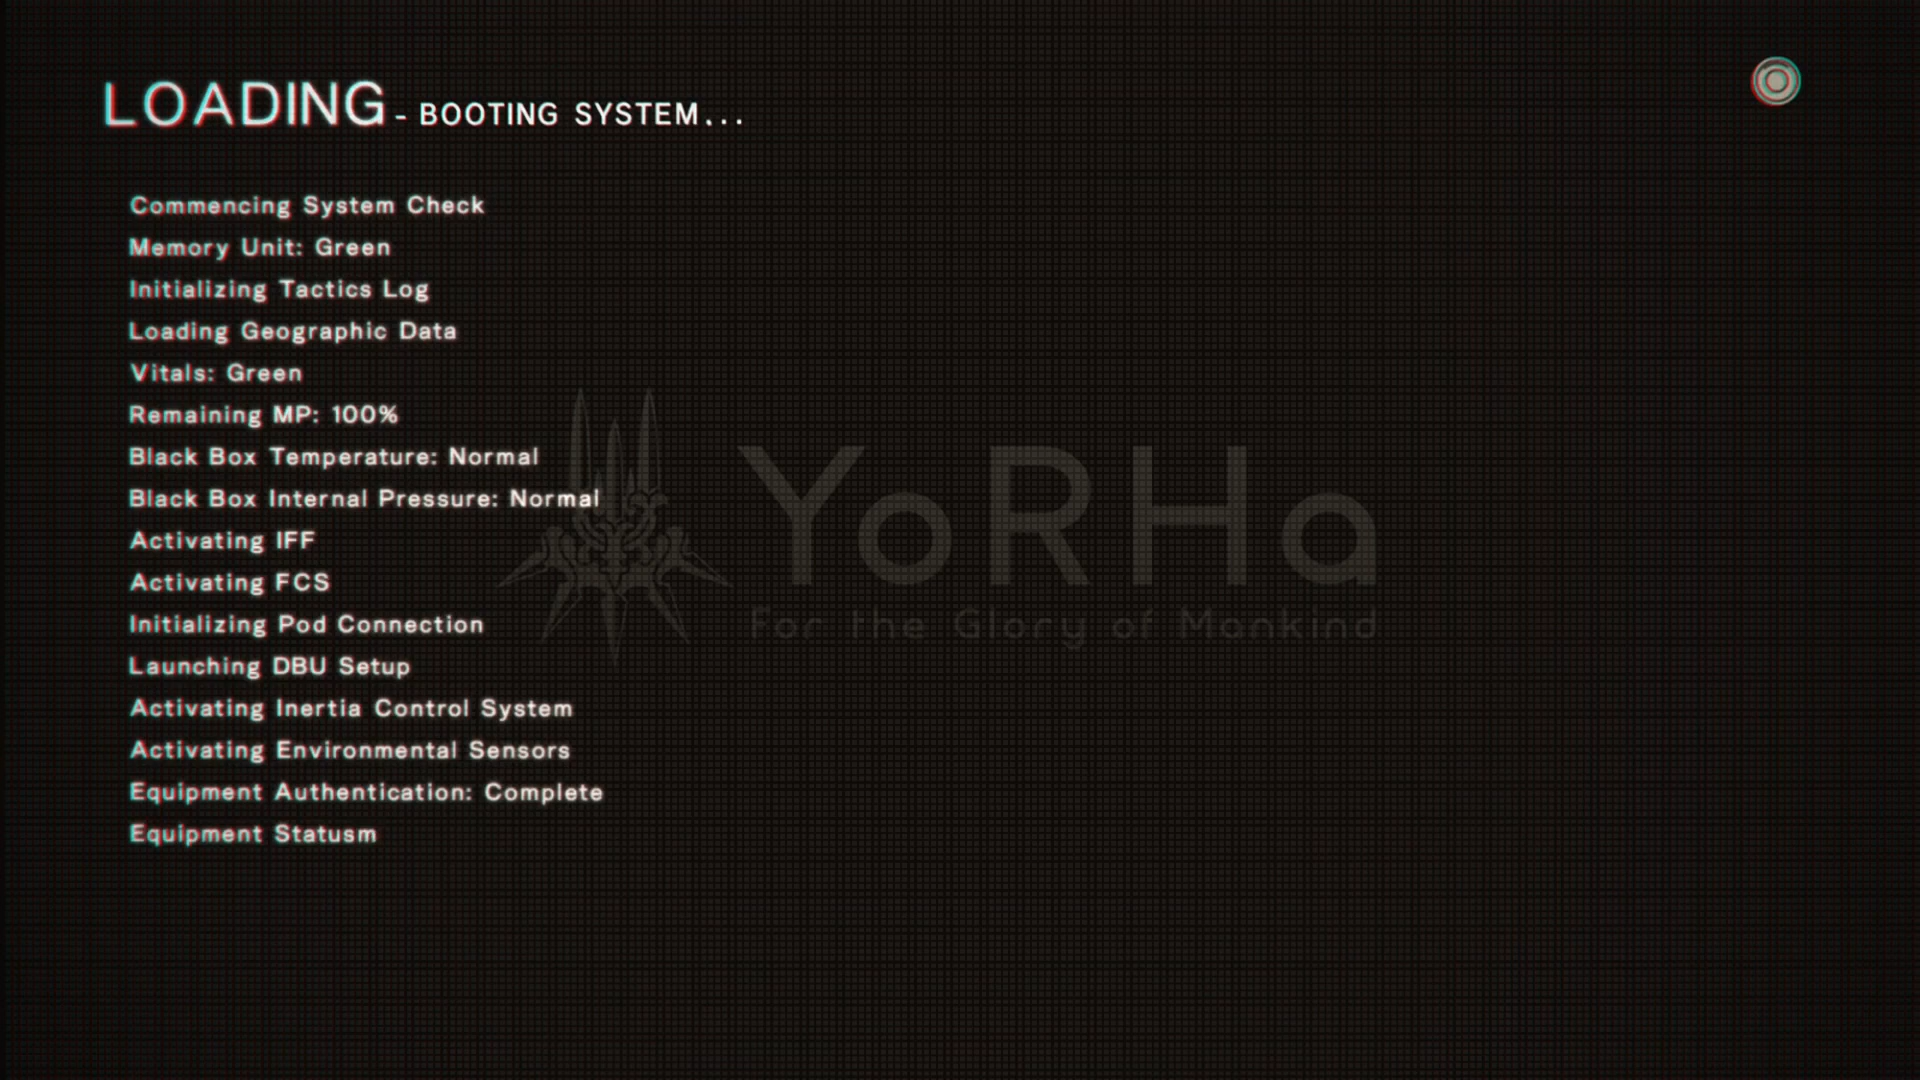 LOADING - BOOTING SYSTEM...
Commencing System Check
Memory Unit: Green
Initializing Tactics Log
Loading Geographic Data
Vitals: Green
Remaining MP: 100%
Black Box Temperature: Normal
Black Box Internal Pressure: Normal
Activating IFF
Activating FCS
Initializing Pod Connection
Launching DBU Setup
Activating Inertia Control System
Activating Environmental Sensors
Equipment Authentication: Complete
Equipment Statusm
YoRHa
For the Glory of Mankind